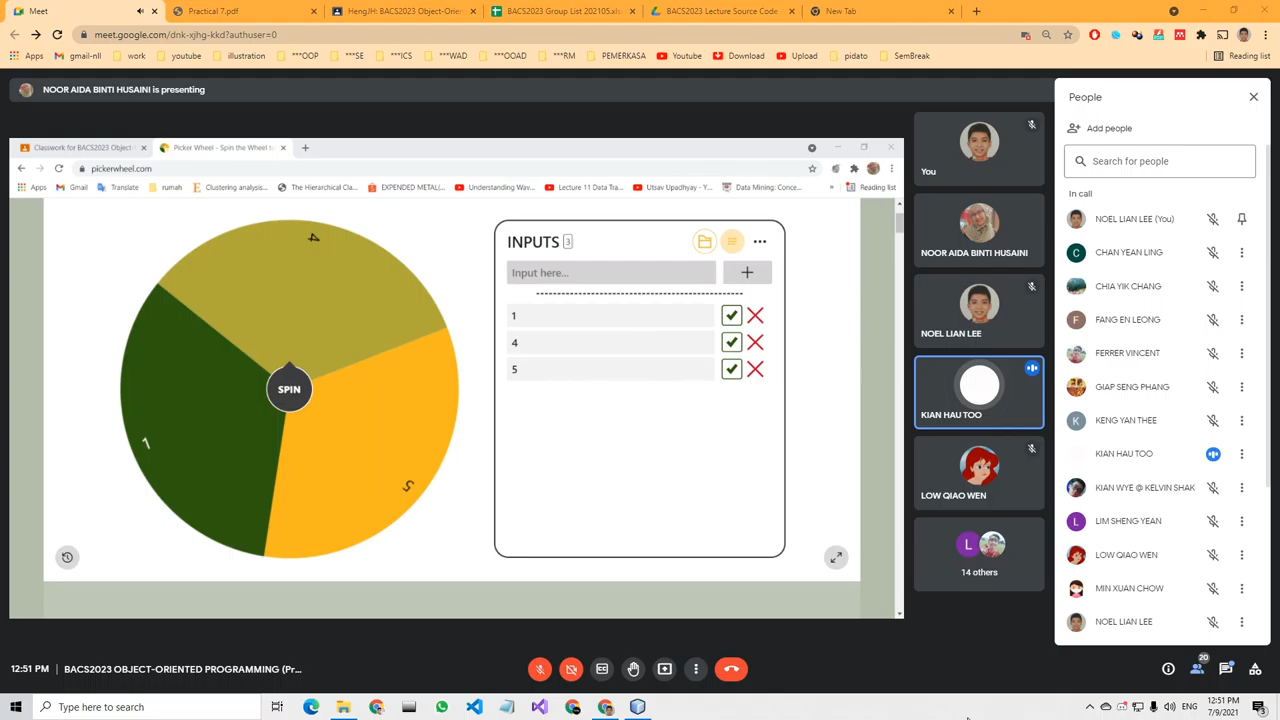 Meet
Practical 7.pdf
HengJH: BACS2023 Object-Orie
BACS2023 Group List 202105.xls
BACS2023 Lecture Source Code
New Tab
meet.google.com/dnk-xjhg-kkd?authuser=0
Apps
gmail-nll
work
youtube
illustration
***OOP
***SE
***ICS
***WAD
***OOAD
***RM
PEMERKASA
Youtube
Download
Upload
pidato
SemBreak
Reading list
NOOR AIDA BINTI HUSAINI is presenting
Classwork for BACS2023 Object-
Picker Wheel - Spin the Wheel to
pickerwheel.com
Apps
Gmail
Translate
rumah
Clustering analysis...
The Hierarchical Clas...
EXPENDED METAL(...
Understanding Wav...
Lecture 11 Data Tra...
Utsav Upadhyay - Y...
Data Mining: Conce...
»
Reading list
4
1
5
SPIN
INPUTS 3
Input here...
1
4
5
You
NOOR AIDA BINTI HUSAINI
NOEL LIAN LEE
KIAN HAU TOO
LOW QIAO WEN
L
14 others
People
Add people
Search for people
In call
NOEL LIAN LEE (You)
C
CHAN YEAN LING
CHIA YIK CHANG
F
FANG EN LEONG
FERRER VINCENT
GIAP SENG PHANG
K
KENG YAN THEE
KIAN HAU TOO
KIAN WYE @ KELVIN SHAK
L
LIM SHENG YEAN
LOW QIAO WEN
MIN XUAN CHOW
NOEL LIAN LEE
12:51 PM
BACS2023 OBJECT-ORIENTED PROGRAMMING (Pr...
20
Type here to search
ENG
12:51 PM
7/9/2021
3